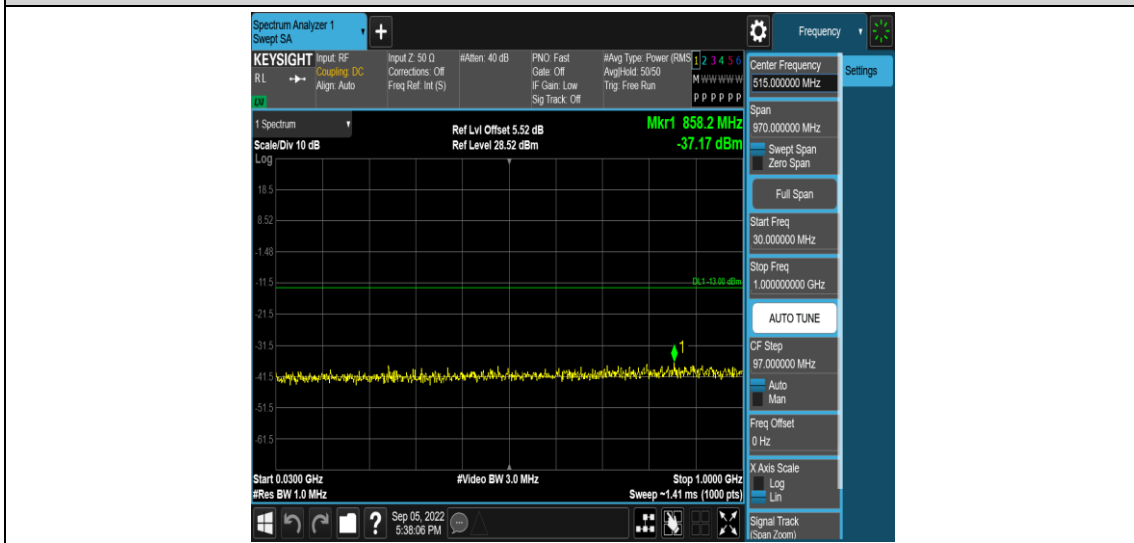 Spectrum Analyzer 1
Swept SA
+
Frequency
KEYSIGHT
RL
Input: RF
Coupling: DC
Align: Auto
Input Z: 50 Ω
Corrections: Off
Freq Ref: Int (S)
#Atten: 40 dB
PNO: Fast
Gate: Off
IF Gain: Low
Sig Track: Off
#Avg Type: Power (RMS
Avg|Hold: 50/50
Trig: Free Run
1 2 3 4 5 6
M W W W W W
P P P P P P
1 Spectrum
Scale/Div 10 dB
Log
Ref Lvl Offset 5.52 dB
Ref Level 28.52 dBm
Mkr1 858.2 MHz
-37.17 dBm
18.5
8.52
-1.48
-11.5
-21.5
-31.5
-41.5
-51.5
-61.5
DL1 -13.00 dBm
1
Start 0.0300 GHz
#Res BW 1.0 MHz
#Video BW 3.0 MHz
Stop 1.0000 GHz
Sweep ~1.41 ms (1000 pts)
?
Sep 05, 2022
5:38:06 PM
Center Frequency
515.000000 MHz
Settings
Span
970.000000 MHz
Swept Span
Zero Span
Full Span
Start Freq
30.000000 MHz
Stop Freq
1.000000000 GHz
AUTO TUNE
CF Step
97.000000 MHz
Auto
Man
Freq Offset
0 Hz
X Axis Scale
Log
Lin
Signal Track
(Span Zoom)